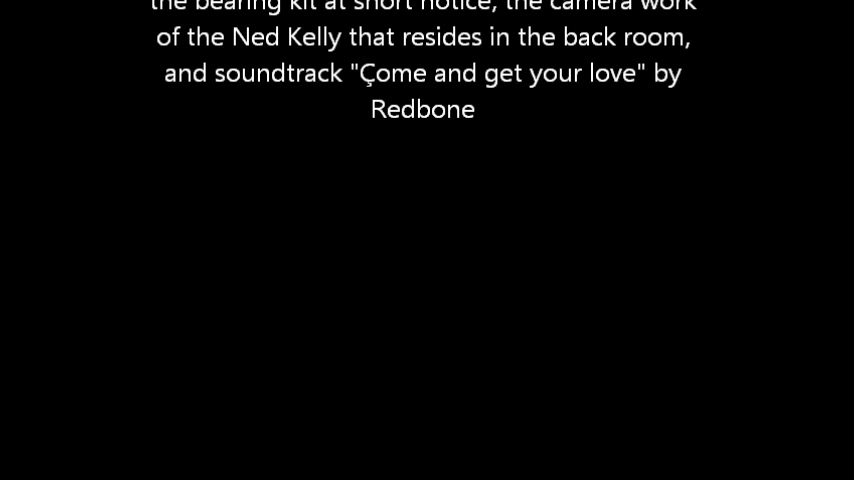 the bearing kit at short notice, the camera work
of the Ned Kelly that resides in the back room,
and soundtrack "Çome and get your love" by
Redbone